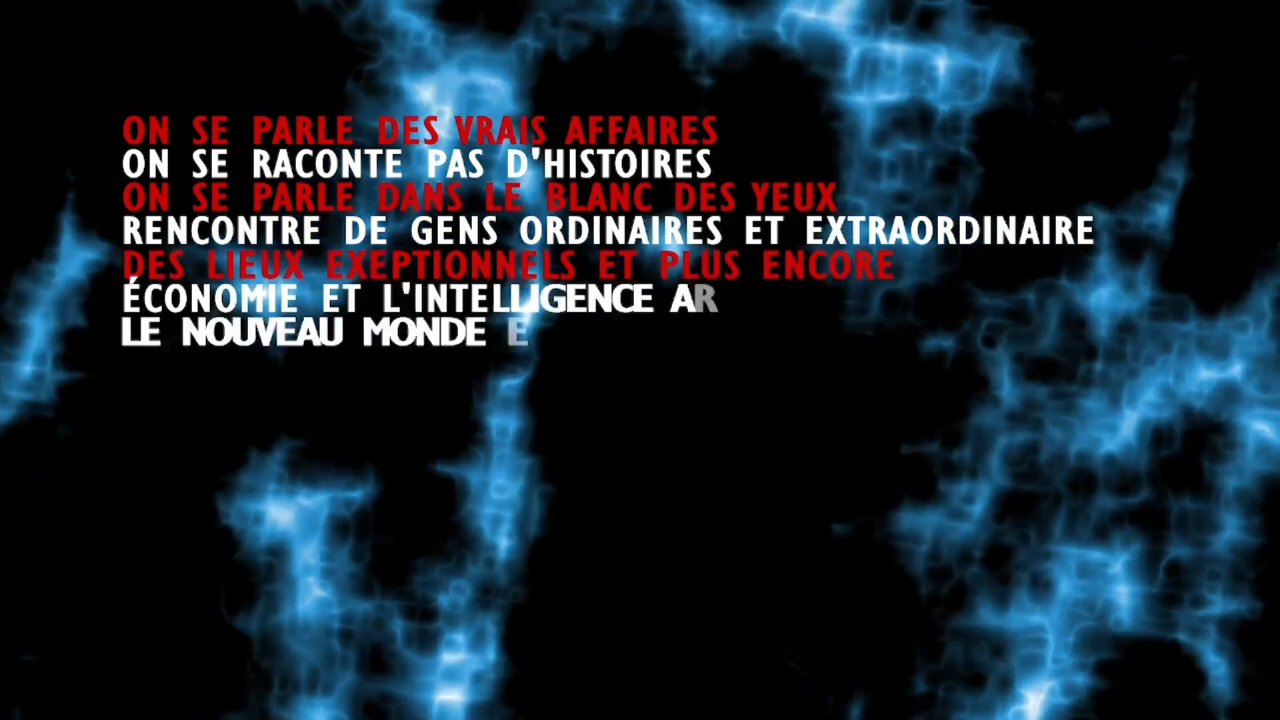 ON SE PARLE DES VRAIS AFFAIRES
ON SE RACONTE PAS D'HISTOIRES
ON SE PARLE DANS LE BLANC DES YEUX
RENCONTRE DE GENS ORDINAIRES ET EXTRAORDINAIRE
DES LIEUX EXEPTIONNELS ET PLUS ENCORE
ÉCONOMIE ET L'INTELLIGENCE AR
LE NOUVEAU MONDE E